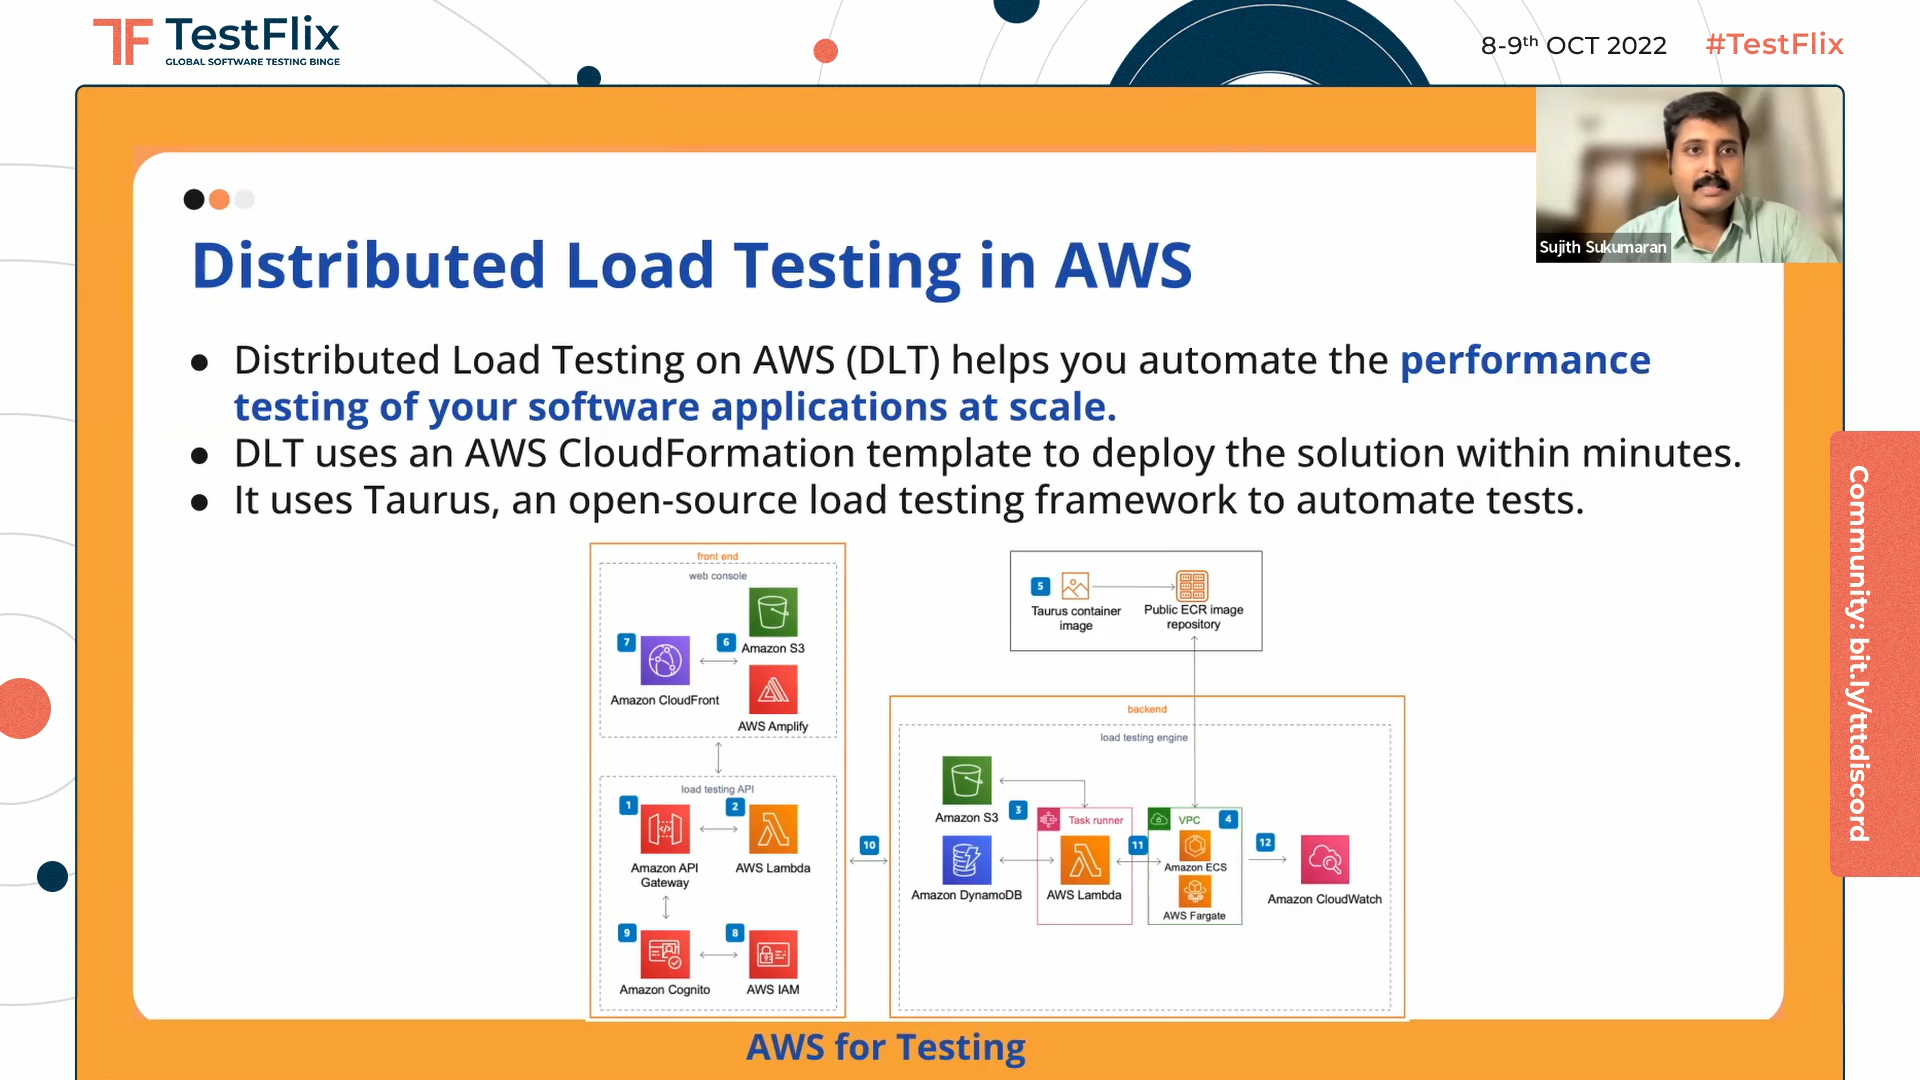 TF TestFlix
GLOBAL SOFTWARE TESTING BINGE
8-9th OCT 2022
#TestFlix
Sujith Sukumaran
Distributed Load Testing in AWS
● Distributed Load Testing on AWS (DLT) helps you automate the performance
testing of your software applications at scale.
● DLT uses an AWS CloudFormation template to deploy the solution within minutes.
● It uses Taurus, an open-source load testing framework to automate tests.
front end
web console
7
6
Amazon S3
Amazon CloudFront
AWS Amplify
load testing API
1
2
Amazon API
Gateway
AWS Lambda
9
8
Amazon Cognito
AWS IAM
10
5
Taurus container
image
Public ECR image
repository
backend
load testing engine
Amazon S3
3
Task runner
VPC
4
11
12
Amazon ECS
Amazon DynamoDB
AWS Lambda
AWS Fargate
Amazon CloudWatch
Community: bit.ly/tttdiscord
AWS for Testing